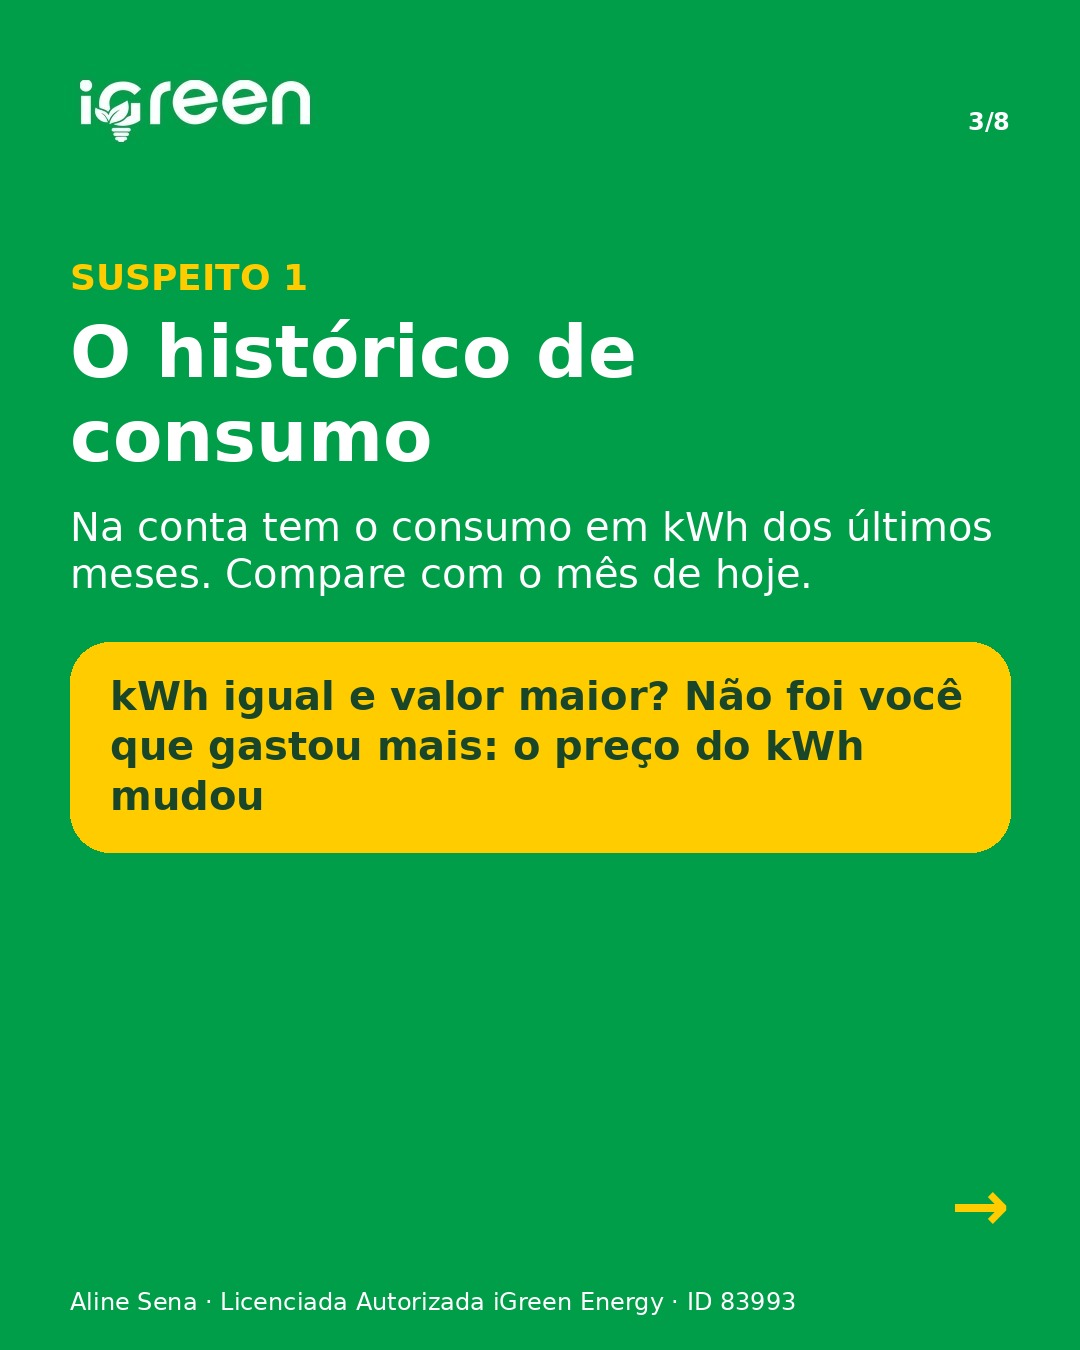 igreen
3/8
SUSPEITO 1
O histórico de
consumo
Na conta tem o consumo em kWh dos últimos
meses. Compare com o mês de hoje.
kWh igual e valor maior? Não foi você
que gastou mais: o preço do kWh
mudou
→
Aline Sena · Licenciada Autorizada iGreen Energy · ID 83993